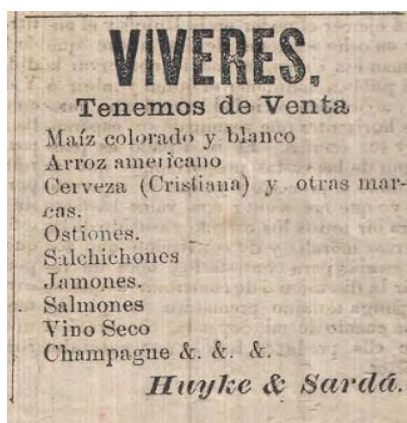 VIVERES,
Tenemos de Venta
Maíz colorado y blanco
Arroz americano
Cerveza (Cristiana) y otras mar-
cas.
Ostiones.
Salchichones
Jamones.
Salmones
Vino Seco
Champagne &. &. &.
Huyke & Sardá.